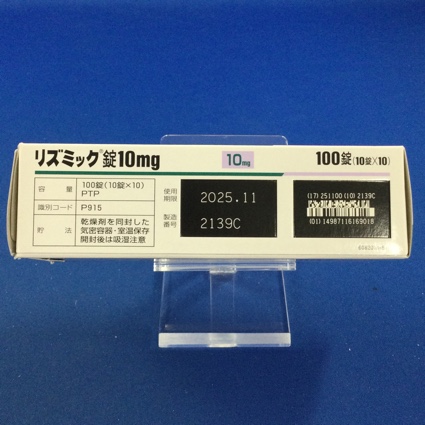 リズミック®錠10mg
10mg
100錠(10錠×10)
容量
100錠(10錠×10)
PTP
識別コード
P915
貯法
乾燥剤を同封した
気密容器・室温保存
開封後は吸湿注意
使用
期限
2025.11
製造
番号
2139C
(17)251100(10)2139C
(01)14987116169018